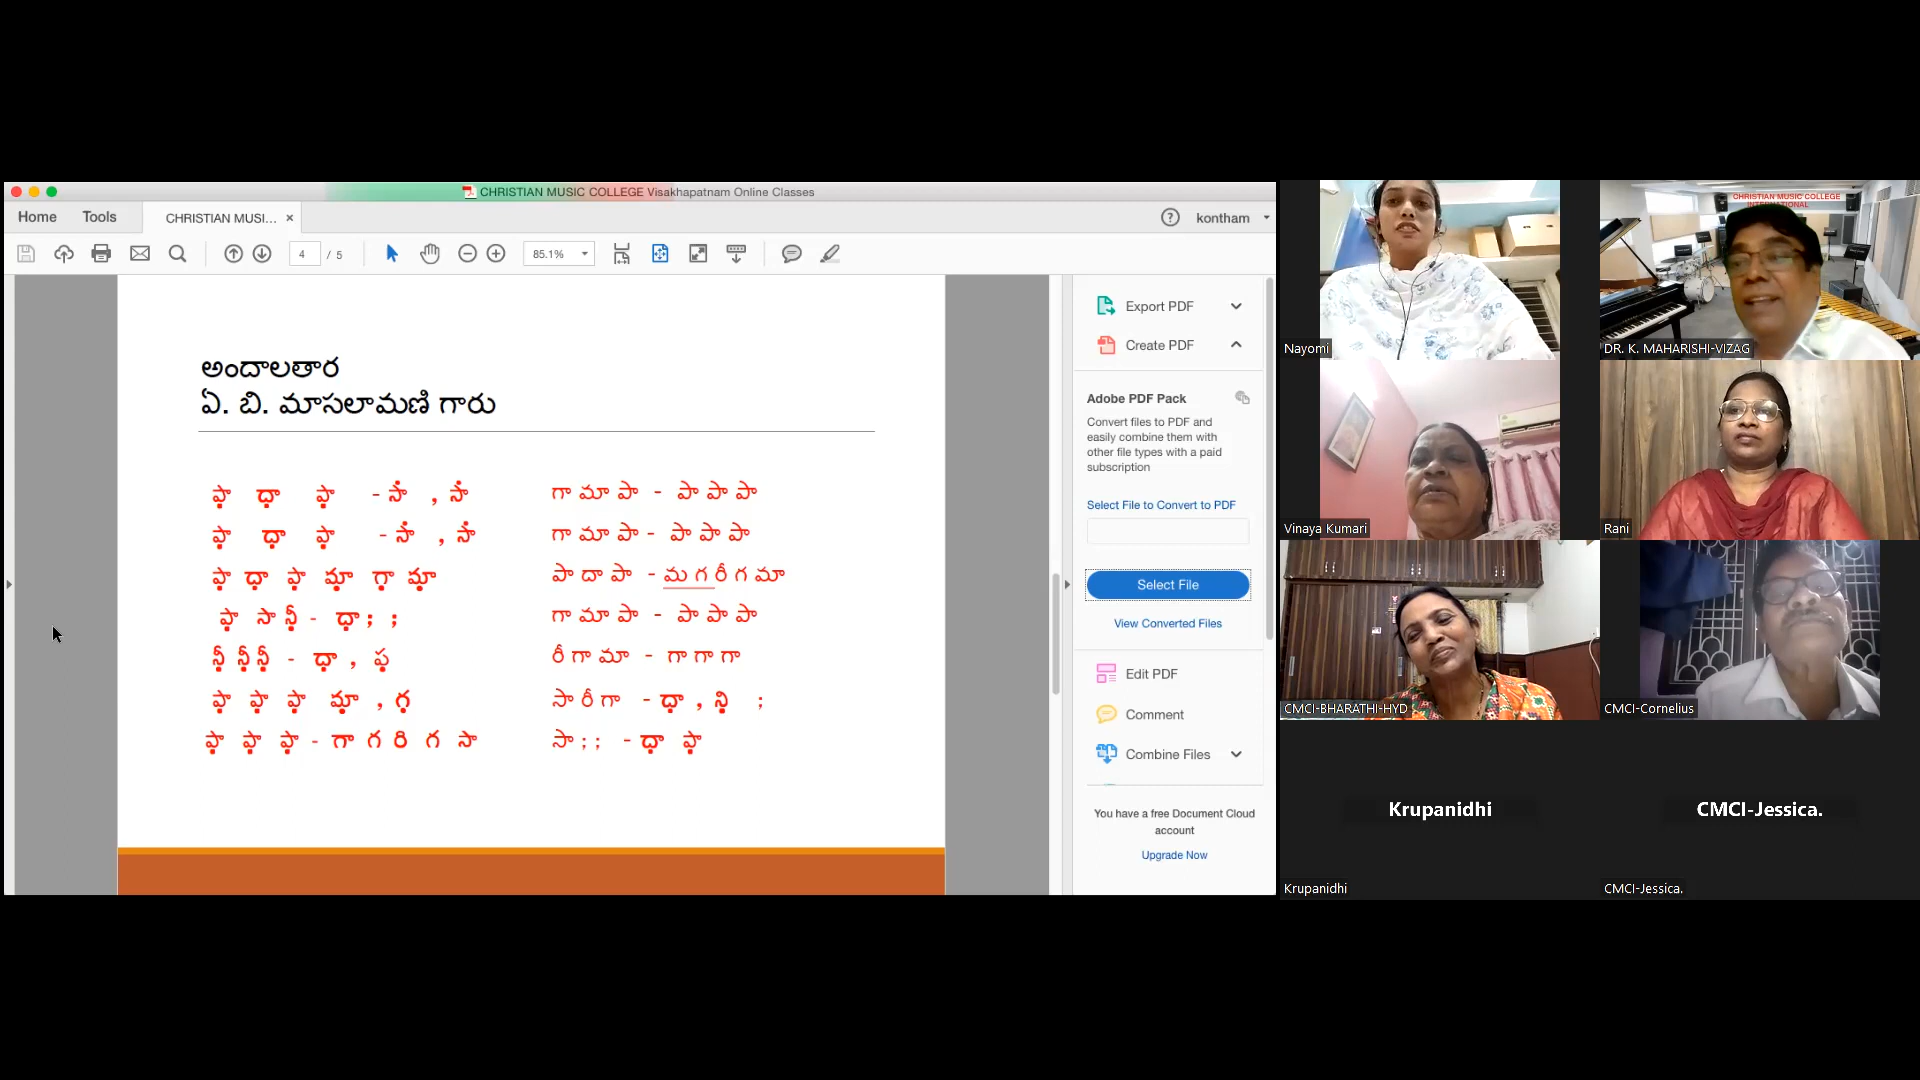 CHRISTIAN MUSIC COLLEGE Visakhapatnam Online Classes
Home Tools CHRISTIAN MUSI... × kontham
4 / 5 85.1%
అందాలతార
ఏ. బి. మాసలామణి గారు
పా ధా పా - సా , సా
పా ధా పా - సా , సా
పా ధా పా మా గా మా
పా సా నీ - ధా ; ;
నీ నీ నీ - ధా , ప
పా పా పా మా , గ
పా పా పా - గా గ రి గ సా
గా మా పా - పా పా పా
గా మా పా - పా పా పా
పా దా పా - మ గ రీ గ మా
గా మా పా - పా పా పా
రీ గా మా - గా గా గా
సా రీ గా - ధా , ని ;
సా ; ; - ధా పా
Export PDF
Create PDF
Adobe PDF Pack
Convert files to PDF and
easily combine them with
other file types with a paid
subscription
Select File to Convert to PDF
Select File
View Converted Files
Edit PDF
Comment
Combine Files
You have a free Document Cloud
account
Upgrade Now
Nayomi
CHRISTIAN MUSIC COLLEGE
DR. K. MAHARISHI-VIZAG
Vinaya Kumari
Rani
CMCI-BHARATHI-HYD
CMCI-Cornelius
Krupanidhi
Krupanidhi
CMCI-Jessica.
CMCI-Jessica.